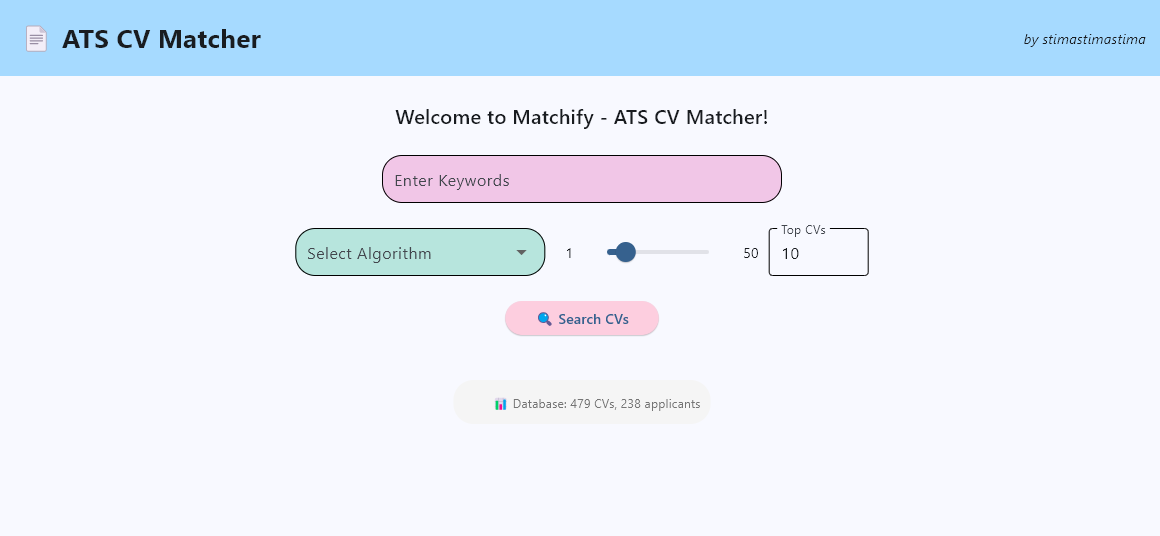 ATS CV Matcher
by stimastimastima
Welcome to Matchify - ATS CV Matcher!
Enter Keywords
Select Algorithm
1
50
Top CVs
10
Search CVs
Database: 479 CVs, 238 applicants